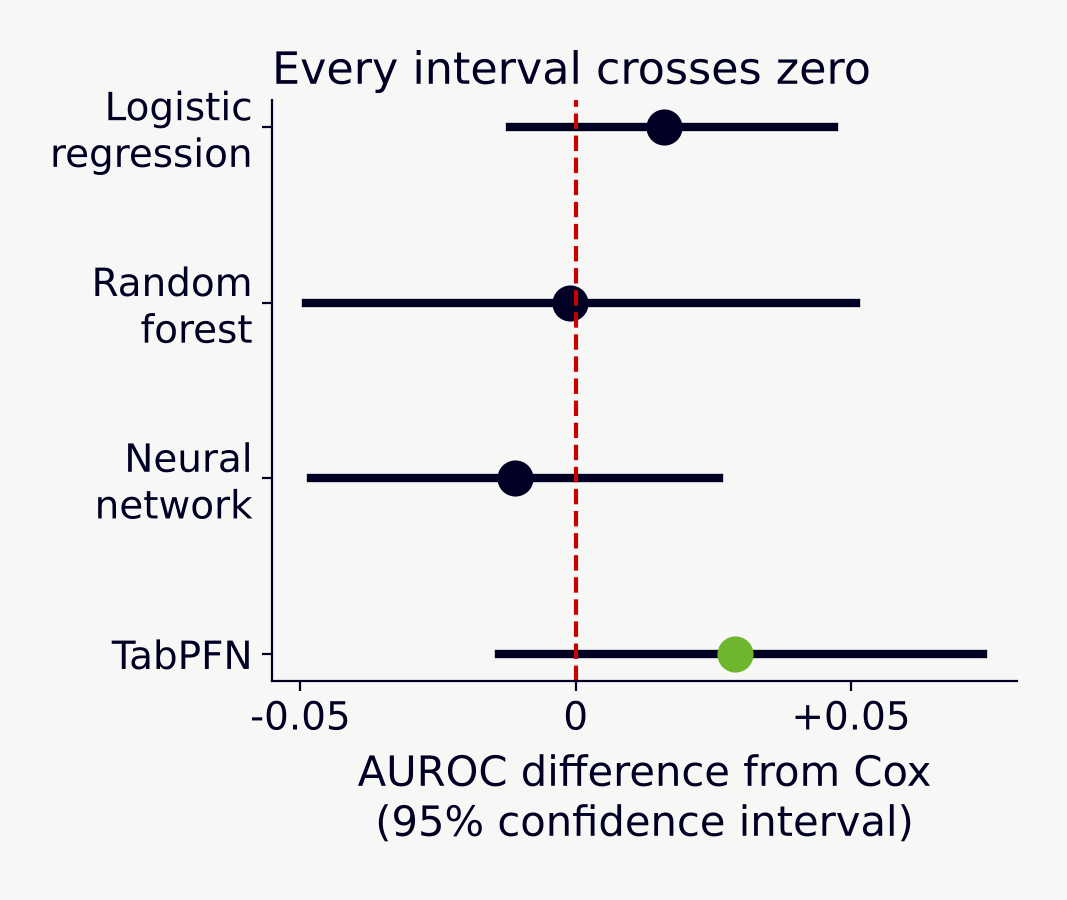 Every interval crosses zero
Logistic
regression
Random
forest
Neural
network
TabPFN
-0.05
0
+0.05
AUROC difference from Cox
(95% confidence interval)